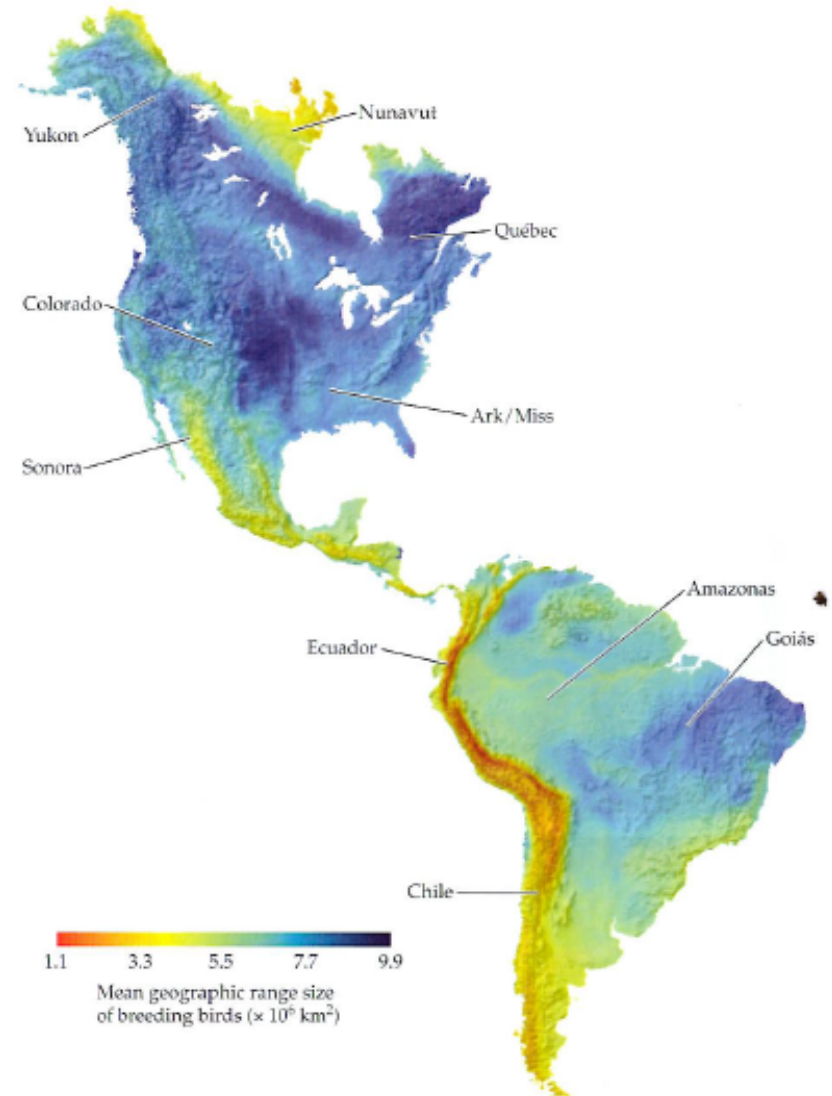 Nunavut
Yukon
Québec
Colorado
Ark/Miss
Sonora
Amazonas
Goiás
Ecuador
Chile
1.1 3.3 5.5 7.7 9.9
Mean geographic range size
of breeding birds (× 10⁶ km²)